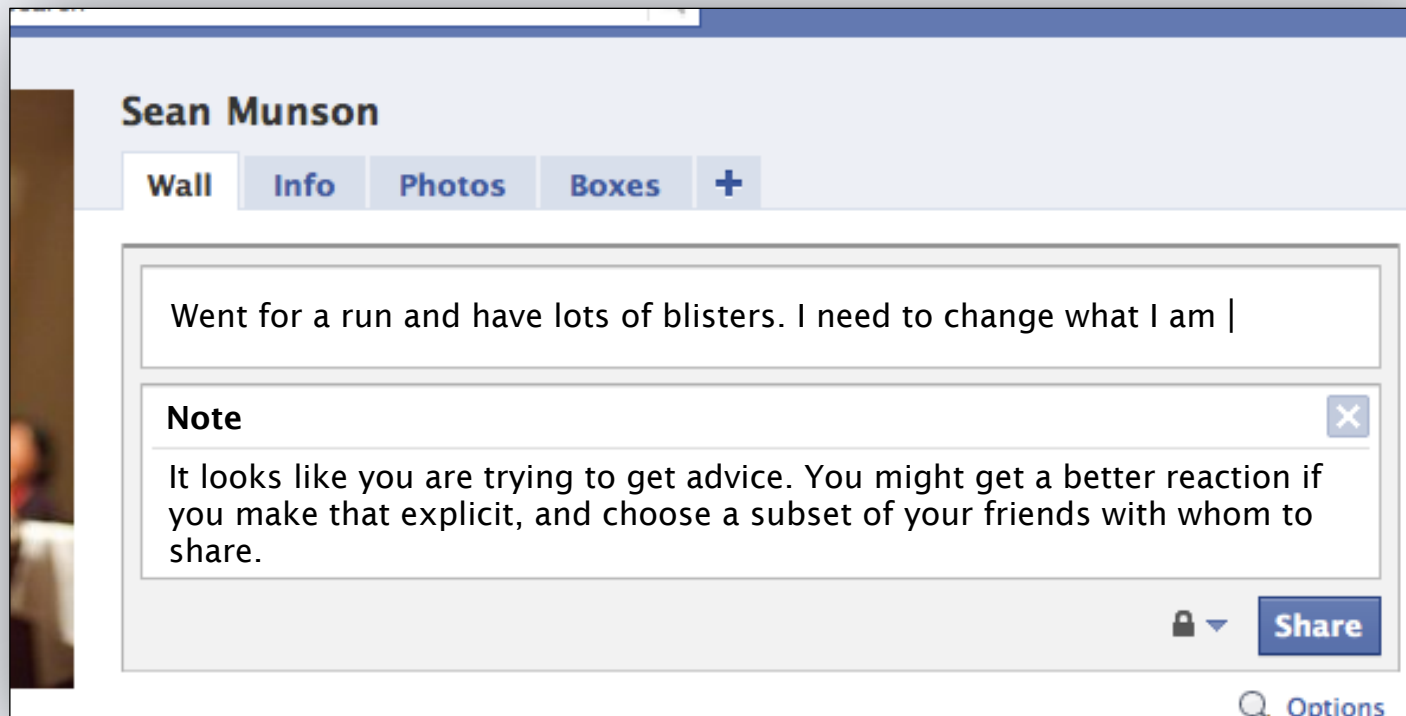 Sean Munson
Wall Info Photos Boxes +
Went for a run and have lots of blisters. I need to change what I am
Note
It looks like you are trying to get advice. You might get a better reaction if
you make that explicit, and choose a subset of your friends with whom to
share.
Share
Options